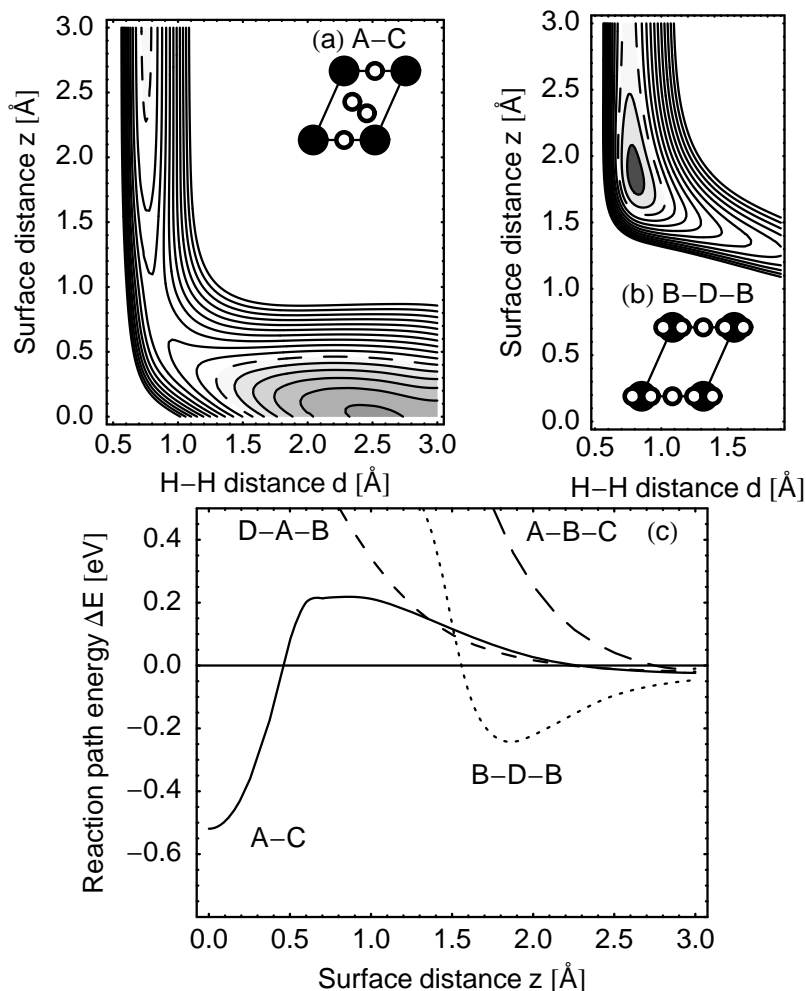 (a) A−C
Surface distance z [Å]
3.0
2.5
2.0
1.5
1.0
0.5
0.0
0.5 1.0 1.5 2.0 2.5 3.0
H−H distance d [Å]
(b) B−D−B
Surface distance z [Å]
3.0
2.5
2.0
1.5
1.0
0.5
0.0
0.5 1.0 1.5
H−H distance d [Å]
(c)
D−A−B
A−B−C
B−D−B
A−C
Reaction path energy ΔE [eV]
0.4
0.2
0.0
−0.2
−0.4
−0.6
0.0 0.5 1.0 1.5 2.0 2.5 3.0
Surface distance z [Å]